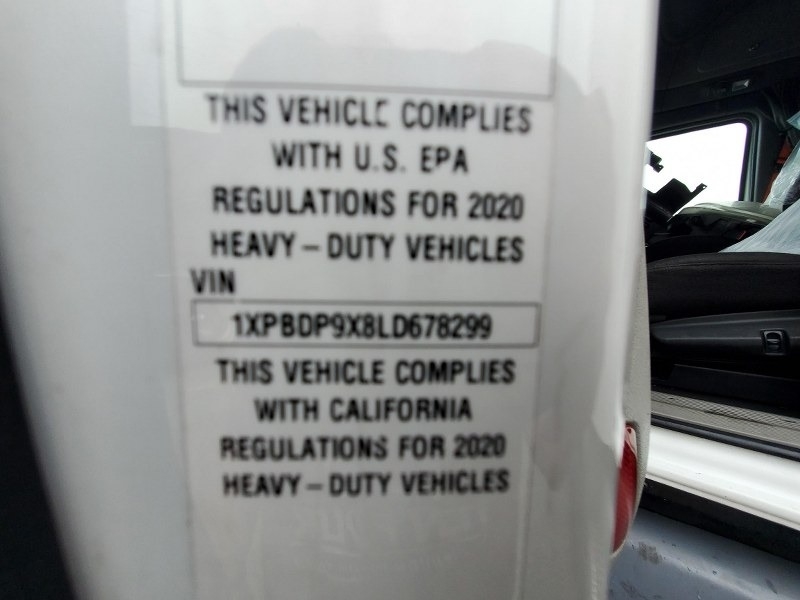 THIS VEHICLE COMPLIES
WITH U.S. EPA
REGULATIONS FOR 2020
HEAVY – DUTY VEHICLES
VIN
1XPBDP9X8LD678299
THIS VEHICLE COMPLIES
WITH CALIFORNIA
REGULATIONS FOR 2020
HEAVY – DUTY VEHICLES